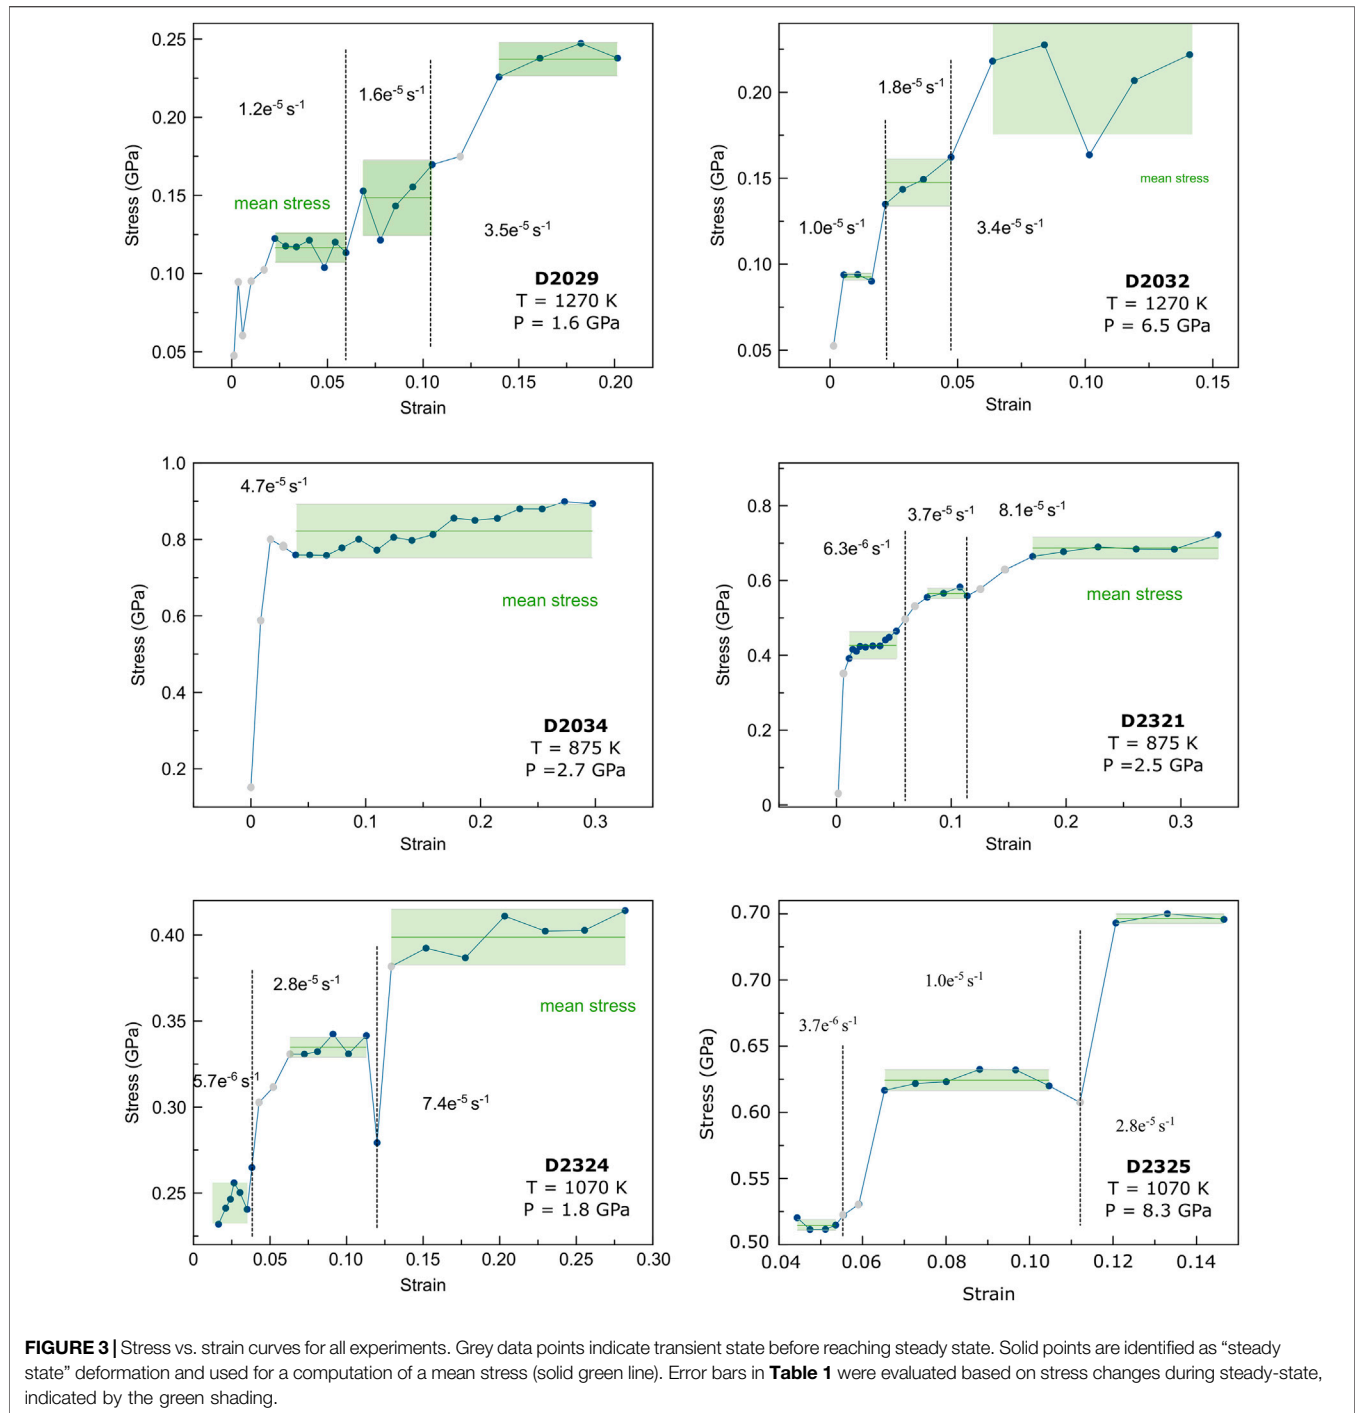 0.25
0.20
0.15
0.10
0.05
Stress (GPa)
1.2e-5 s-1
1.6e-5 s-1
3.5e-5 s-1
mean stress
D2029
T = 1270 K
P = 1.6 GPa
0
0.05
0.10
0.15
0.20
Strain
0.20
0.15
0.10
0.05
Stress (GPa)
1.8e-5 s-1
1.0e-5 s-1
3.4e-5 s-1
mean stress
D2032
T = 1270 K
P = 6.5 GPa
0
0.05
0.10
0.15
Strain
1.0
0.8
0.6
0.4
0.2
Stress (GPa)
4.7e-5 s-1
mean stress
D2034
T = 875 K
P =2.7 GPa
0
0.1
0.2
0.3
Strain
0.8
0.6
0.4
0.2
0
Stress (GPa)
6.3e-6 s-1
3.7e-5 s-1
8.1e-5 s-1
mean stress
D2321
T = 875 K
P =2.5 GPa
0
0.1
0.2
0.3
Strain
0.40
0.35
0.30
0.25
Stress (GPa)
2.8e-5 s-1
5.7e-6 s-1
7.4e-5 s-1
mean stress
D2324
T = 1070 K
P = 1.8 GPa
0
0.05
0.10
0.15
0.20
0.25
0.30
Strain
0.70
0.70
0.65
0.60
0.55
0.50
Stress (GPa)
3.7e-6 s-1
1.0e-5 s-1
2.8e-5 s-1
D2325
T = 1070 K
P = 8.3 GPa
0.04
0.06
0.08
0.10
0.12
0.14
Strain
FIGURE 3 | Stress vs. strain curves for all experiments. Grey data points indicate transient state before reaching steady state. Solid points are identified as “steady
state” deformation and used for a computation of a mean stress (solid green line). Error bars in Table 1 were evaluated based on stress changes during steady-state,
indicated by the green shading.